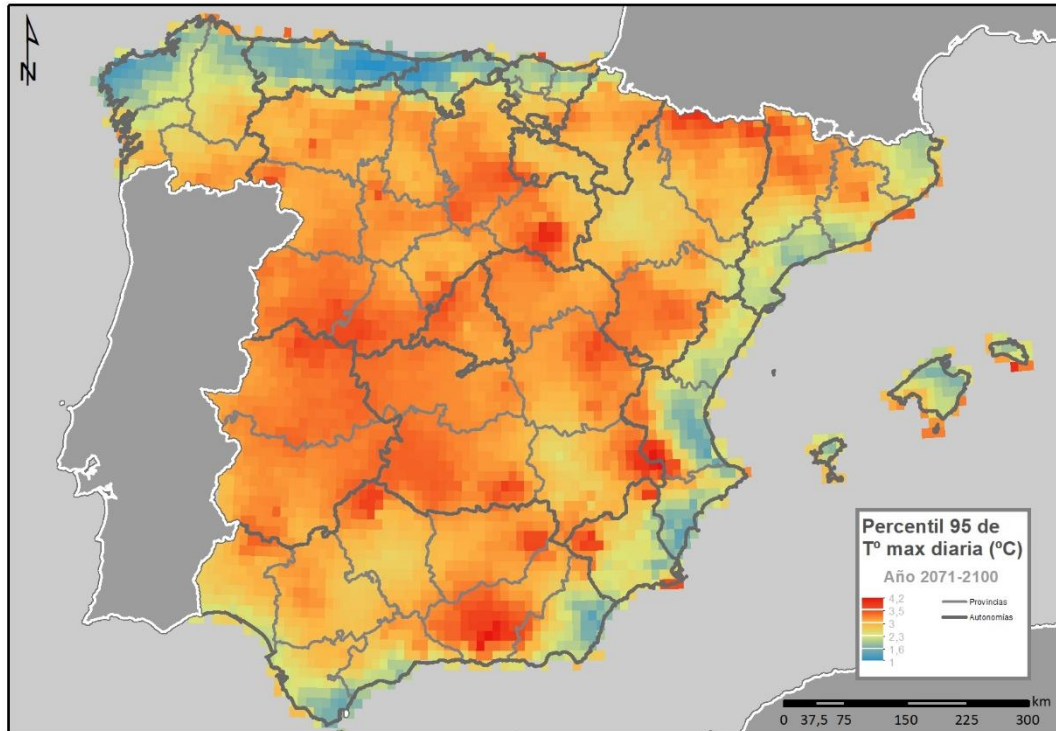 N
Percentil 95 de
Tº max diaria (ºC)
Año 2071-2100
4,2
3,5
3
2,3
1,6
1
Provincias
Autonomías
km
0 37,5 75 150 225 300